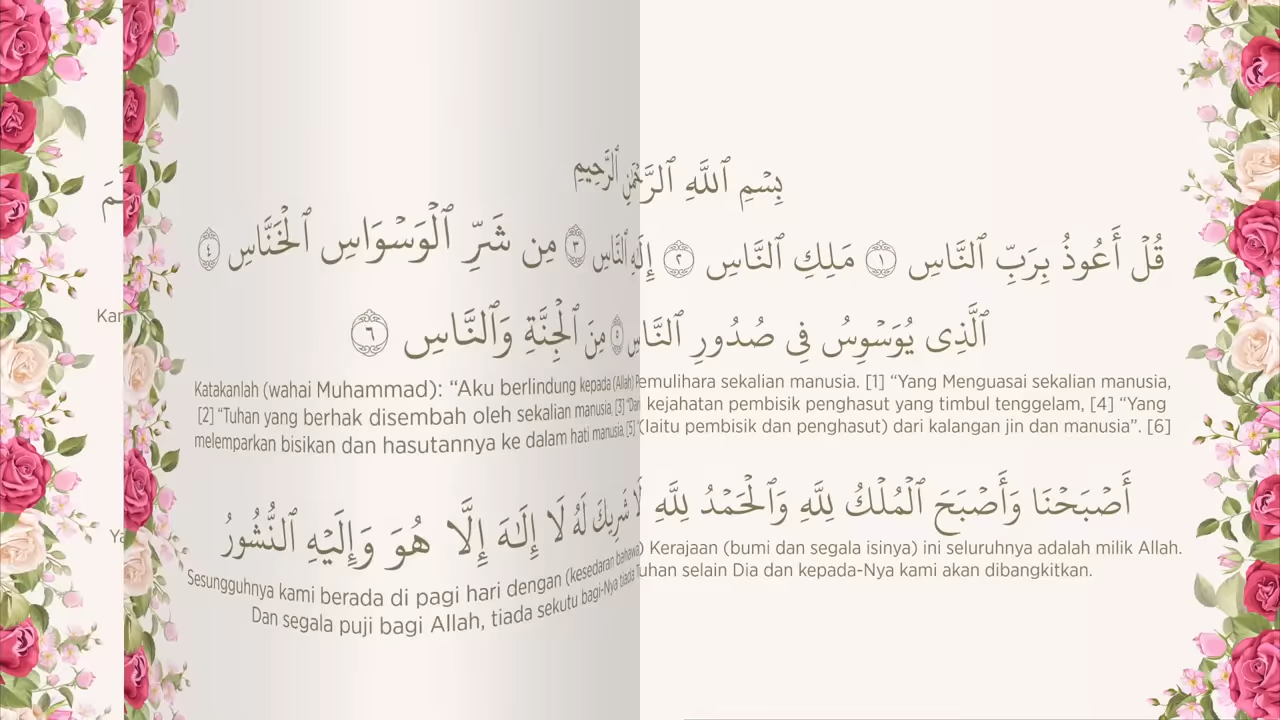 بِسْمِ ٱللَّهِ ٱلرَّحْمَٰنِ ٱلرَّحِيمِ
قُلْ أَعُوذُ بِرَبِّ ٱلنَّاسِ ١ مَلِكِ ٱلنَّاسِ ٢ إِلَٰهِ ٱلنَّاسِ ٣ مِن شَرِّ ٱلْوَسْوَاسِ ٱلْخَنَّاسِ ٤
ٱلَّذِى يُوَسْوِسُ فِى صُدُورِ ٱلنَّاسِ ٥ مِنَ ٱلْجِنَّةِ وَٱلنَّاسِ ٦
Katakanlah (wahai Muhammad): “Aku berlindung kepada (Allah) Pemulihara sekalian manusia. [1] “Yang Menguasai sekalian manusia,
[2] “Tuhan yang berhak disembah oleh sekalian manusia, [3] “Dari kejahatan pembisik penghasut yang timbul tenggelam, [4] “Yang
melemparkan bisikan dan hasutannya ke dalam hati manusia, [5] “(Iaitu pembisik dan penghasut) dari kalangan jin dan manusia”. [6]
أَصْبَحْنَا وَأَصْبَحَ ٱلْمُلْكُ لِلَّهِ وَٱلْحَمْدُ لِلَّهِ لَا شَرِيكَ لَهُ لَا إِلَٰهَ إِلَّا هُوَ وَإِلَيْهِ ٱلنُّشُورُ
Sesungguhnya kami berada di pagi hari dengan (kesedaran bahawa) Kerajaan (bumi dan segala isinya) ini seluruhnya adalah milik Allah.
Dan segala puji bagi Allah, tiada sekutu bagi-Nya tiada Tuhan selain Dia dan kepada-Nya kami akan dibangkitkan.